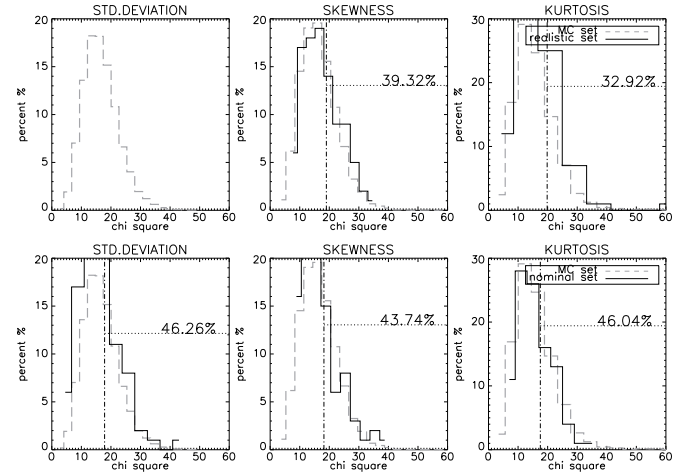 STD.DEVIATION
percent %
20
15
10
5
0
0 10 20 30 40 50 60
chi square
SKEWNESS
percent %
20
15
10
5
0
39.32%
0 10 20 30 40 50 60
chi square
KURTOSIS
percent %
30
20
10
0
MC set
realistic set
32.92%
0 10 20 30 40 50 60
chi square
STD.DEVIATION
percent %
20
15
10
5
0
46.26%
0 10 20 30 40 50 60
chi square
SKEWNESS
percent %
20
15
10
5
0
43.74%
0 10 20 30 40 50 60
chi square
KURTOSIS
percent %
30
20
10
0
MC set
nominal set
46.04%
0 10 20 30 40 50 60
chi square